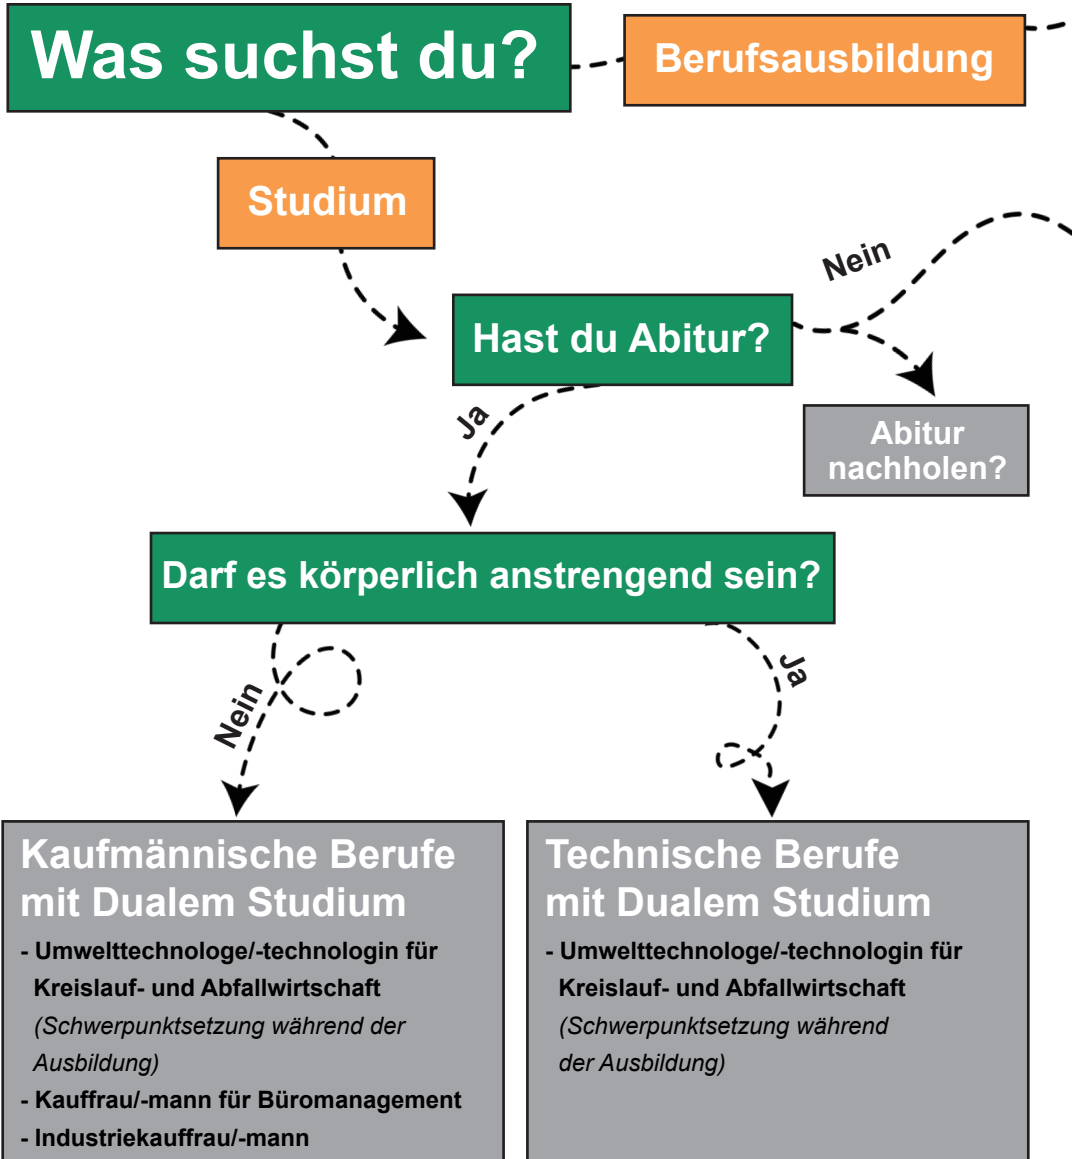 Was suchst du?
Berufsausbildung
Studium
Nein
Hast du Abitur?
Ja
Abitur
nachholen?
Darf es körperlich anstrengend sein?
Nein
Ja
Kaufmännische Berufe
mit Dualem Studium
- Umwelttechnologe/-technologin für
Kreislauf- und Abfallwirtschaft
(Schwerpunktsetzung während der
Ausbildung)
- Kauffrau/-mann für Büromanagement
- Industriekauffrau/-mann
Technische Berufe
mit Dualem Studium
- Umwelttechnologe/-technologin für
Kreislauf- und Abfallwirtschaft
(Schwerpunktsetzung während
der Ausbildung)